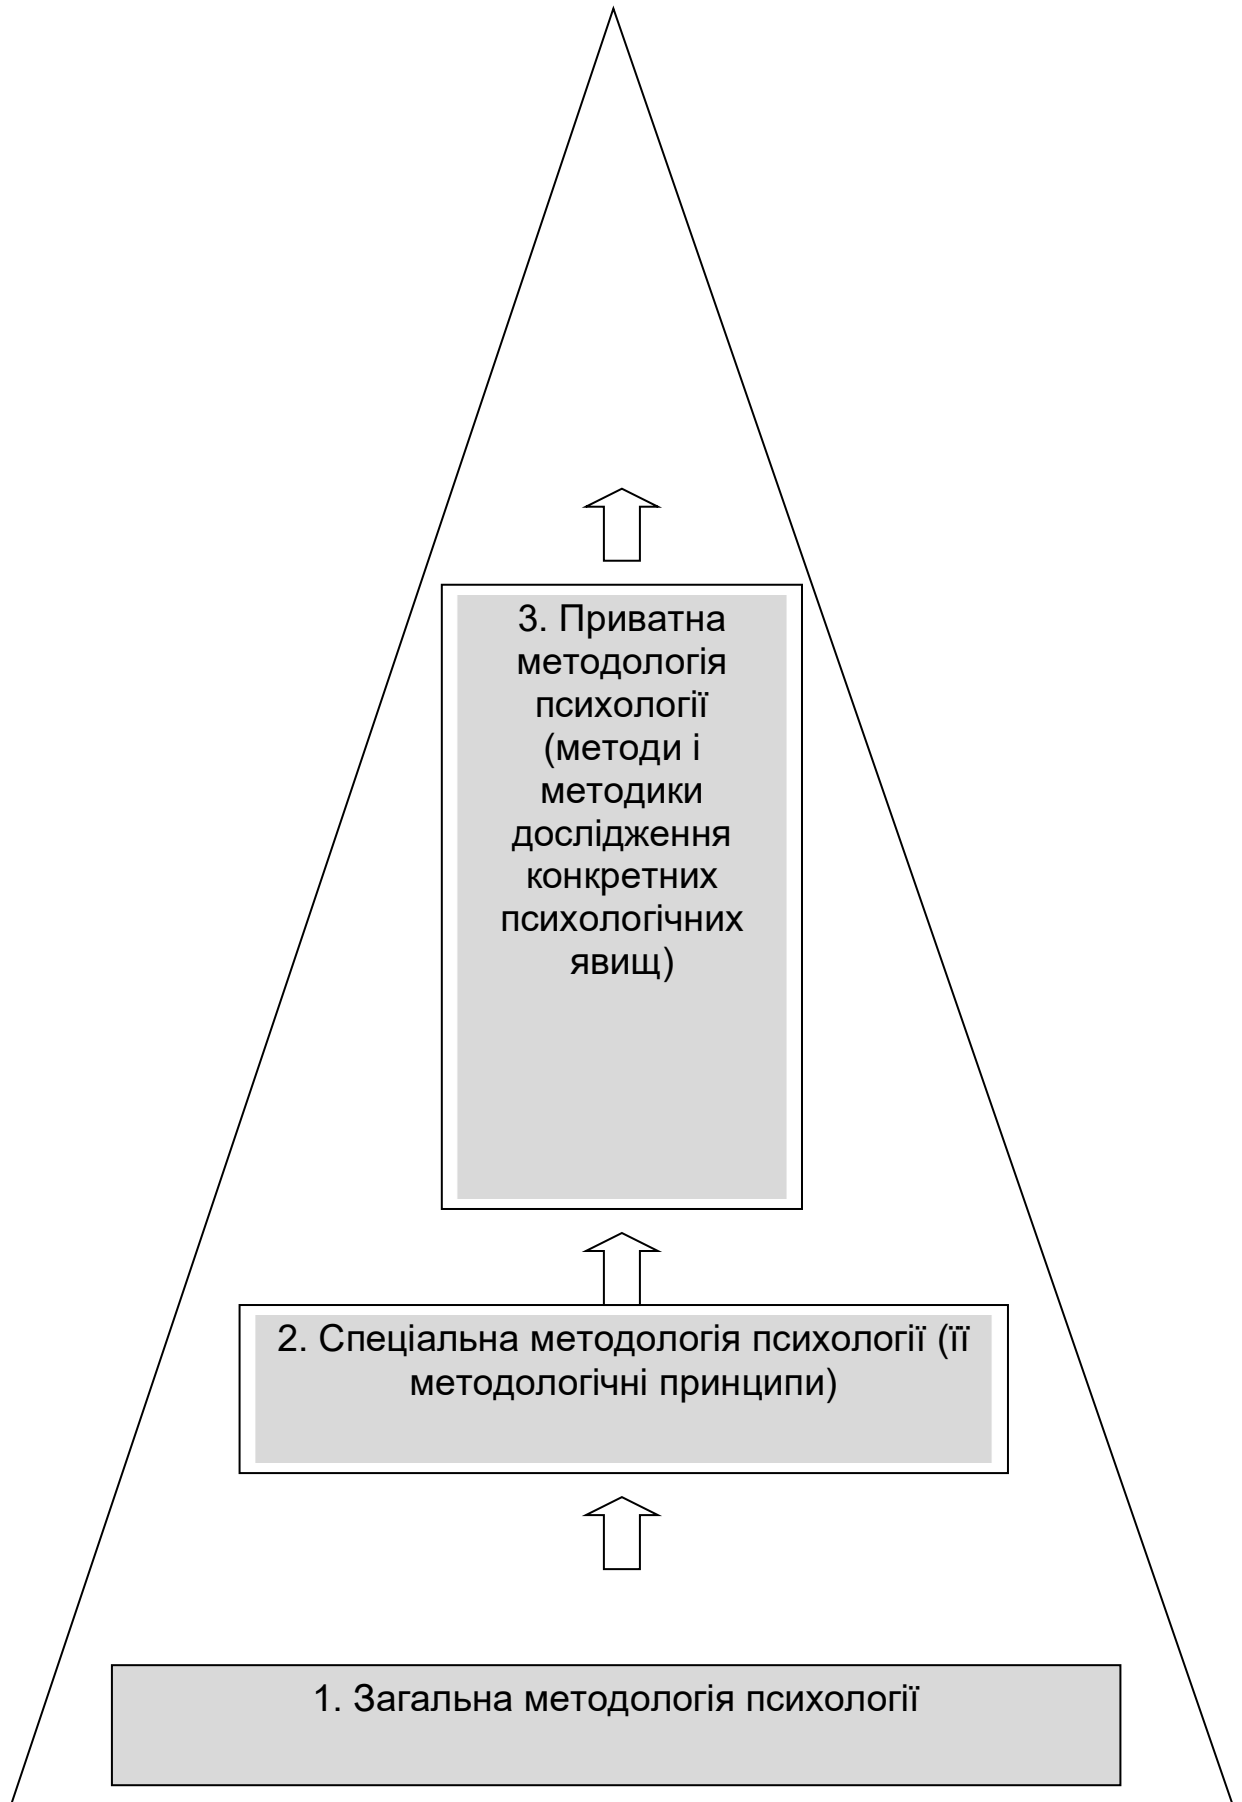 3. Приватна
методологія
психології
(методи і
методики
дослідження
конкретних
психологічних
явищ)
2. Спеціальна методологія психології (її
методологічні принципи)
1. Загальна методологія психології